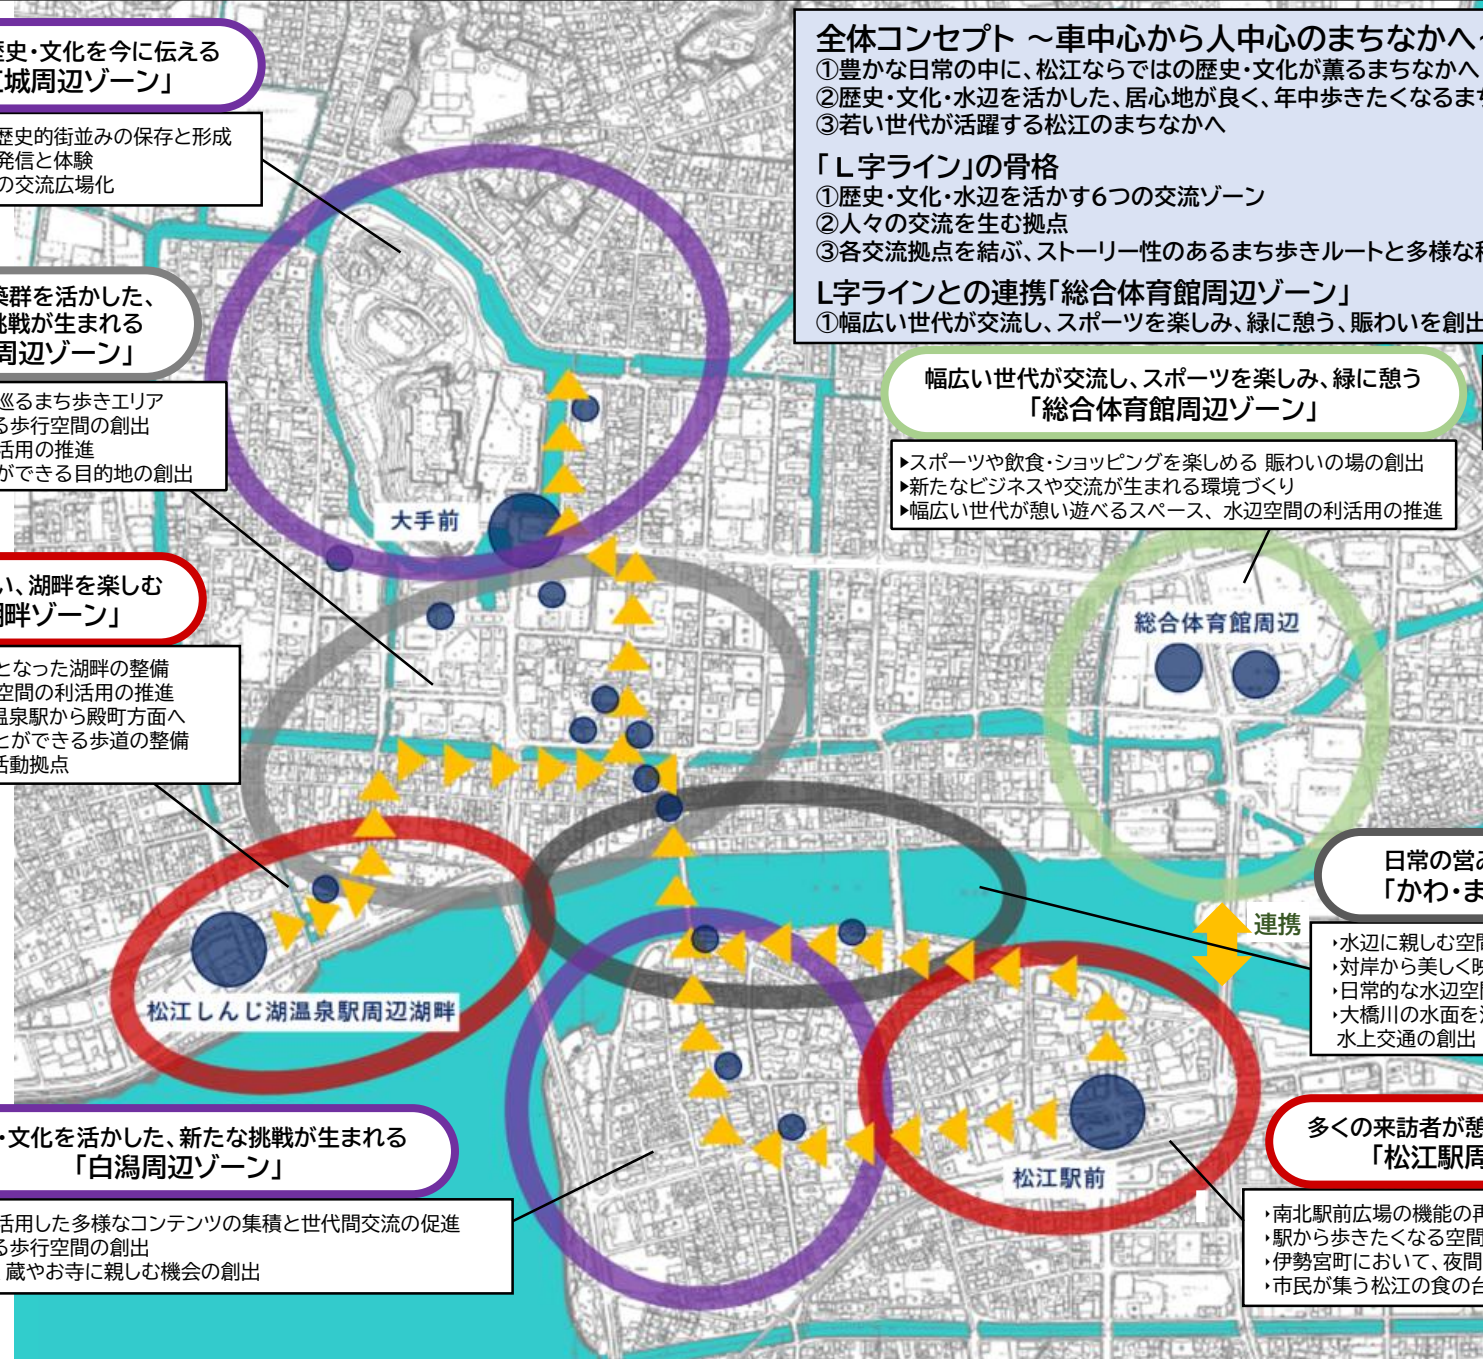 歴史・文化を今に伝える
江城周辺ゾーン」
歴史的街並みの保存と形成
発信と体験
の交流広場化
築群を活かした、
挑戦が生まれる
周辺ゾーン」
巡るまち歩きエリア
る歩行空間の創出
活用の推進
ができる目的地の創出
い、湖畔を楽しむ
湖畔ゾーン」
となった湖畔の整備
空間の利活用の推進
温泉駅から殿町方面へ
とができる歩道の整備
活動拠点
全体コンセプト ～車中心から人中心のまちなかへ～
①豊かな日常の中に、松江ならではの歴史・文化が薫るまちなかへ
②歴史・文化・水辺を活かした、居心地が良く、年中歩きたくなるまち
③若い世代が活躍する松江のまちなかへ
「L字ライン」の骨格
①歴史・文化・水辺を活かす6つの交流ゾーン
②人々の交流を生む拠点
③各交流拠点を結ぶ、ストーリー性のあるまち歩きルートと多様な移
L字ラインとの連携「総合体育館周辺ゾーン」
①幅広い世代が交流し、スポーツを楽しみ、緑に憩う、賑わいを創出
幅広い世代が交流し、スポーツを楽しみ、緑に憩う
「総合体育館周辺ゾーン」
▶スポーツや飲食・ショッピングを楽しめる 賑わいの場の創出
▶新たなビジネスや交流が生まれる環境づくり
▶幅広い世代が憩い遊べるスペース、水辺空間の利活用の推進
大手前
総合体育館周辺
日常の営み
「かわ・ま
連携
▸水辺に親しむ空間
▸対岸から美しく映
▸日常的な水辺空間
▸大橋川の水面を活
水上交通の創出
松江しんじ湖温泉駅周辺湖畔
・文化を活かした、新たな挑戦が生まれる
「白潟周辺ゾーン」
活用した多様なコンテンツの集積と世代間交流の促進
る歩行空間の創出
蔵やお寺に親しむ機会の創出
松江駅前
多くの来訪者が憩
「松江駅周
▸南北駅前広場の機能の再
▸駅から歩きたくなる空間
▸伊勢宮町において、夜間
▸市民が集う松江の食の台